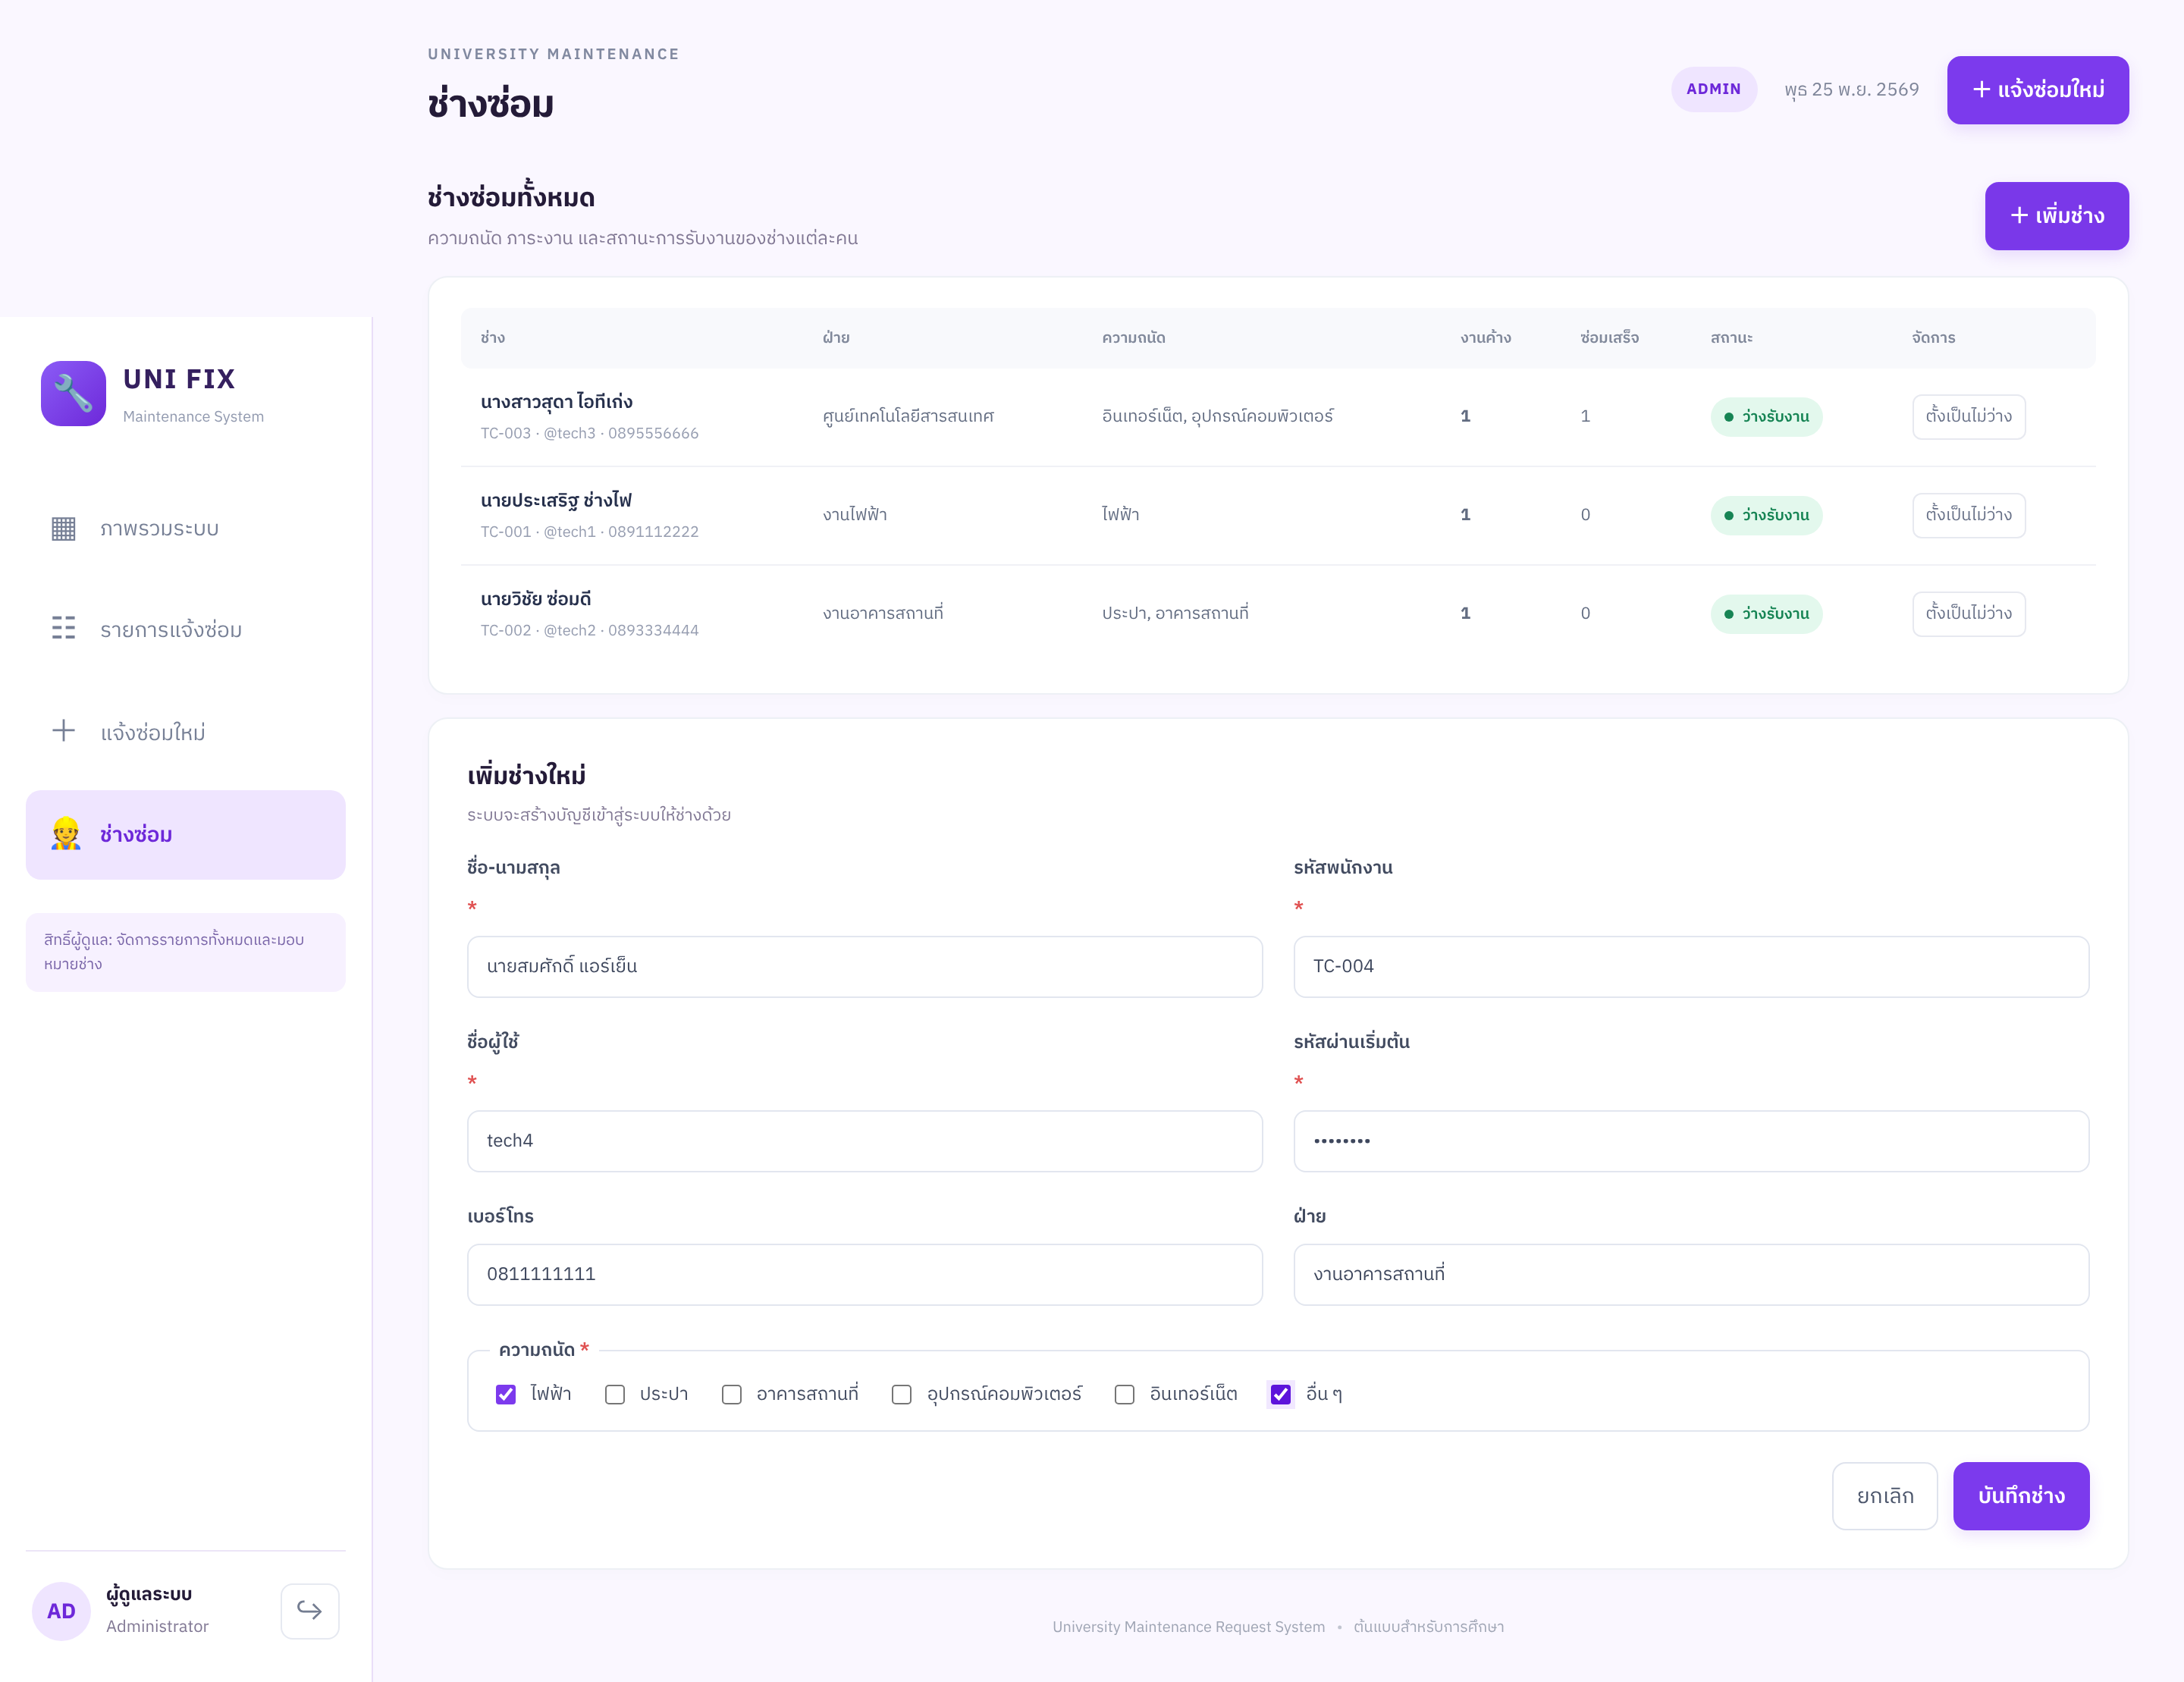 UNIVERSITY MAINTENANCE
ช่างซ่อม
ADMIN
พุธ 25 พ.ย. 2569
+ แจ้งซ่อมใหม่
ช่างซ่อมทั้งหมด
ความถนัด ภาระงาน และสถานะการรับงานของช่างแต่ละคน
+ เพิ่มช่าง
UNI FIX
Maintenance System
ภาพรวมระบบ
รายการแจ้งซ่อม
แจ้งซ่อมใหม่
ช่างซ่อม
สิทธิ์ผู้ดูแล: จัดการรายการทั้งหมดและมอบ
หมายช่าง
AD
ผู้ดูแลระบบ
Administrator
ช่าง ฝ่าย ความถนัด งานค้าง ซ่อมเสร็จ สถานะ จัดการ
นางสาวสุดา ไอทีเก่ง
TC-003 · @tech3 · 0895556666
ศูนย์เทคโนโลยีสารสนเทศ อินเทอร์เน็ต, อุปกรณ์คอมพิวเตอร์ 1 1 ว่างรับงาน ตั้งเป็นไม่ว่าง
นายประเสริฐ ช่างไฟ
TC-001 · @tech1 · 0891112222
งานไฟฟ้า ไฟฟ้า 1 0 ว่างรับงาน ตั้งเป็นไม่ว่าง
นายวิชัย ซ่อมดี
TC-002 · @tech2 · 0893334444
งานอาคารสถานที่ ประปา, อาคารสถานที่ 1 0 ว่างรับงาน ตั้งเป็นไม่ว่าง
เพิ่มช่างใหม่
ระบบจะสร้างบัญชีเข้าสู่ระบบให้ช่างด้วย
ชื่อ-นามสกุล
*
นายสมศักดิ์ แอร์เย็น
รหัสพนักงาน
*
TC-004
ชื่อผู้ใช้
*
tech4
รหัสผ่านเริ่มต้น
*
••••••••
เบอร์โทร
0811111111
ฝ่าย
งานอาคารสถานที่
ความถนัด *
ไฟฟ้า ประปา อาคารสถานที่ อุปกรณ์คอมพิวเตอร์ อินเทอร์เน็ต อื่น ๆ
ยกเลิก
บันทึกช่าง
University Maintenance Request System • ต้นแบบสำหรับการศึกษา